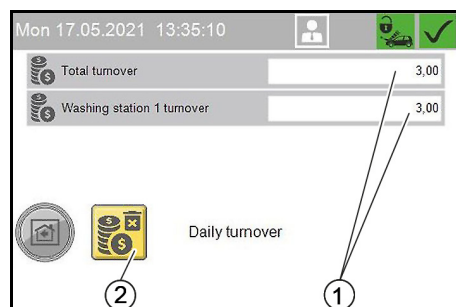 Mon 17.05.2021 13:35:10
Total turnover 3,00
Washing station 1 turnover 3,00
Daily turnover
2 1